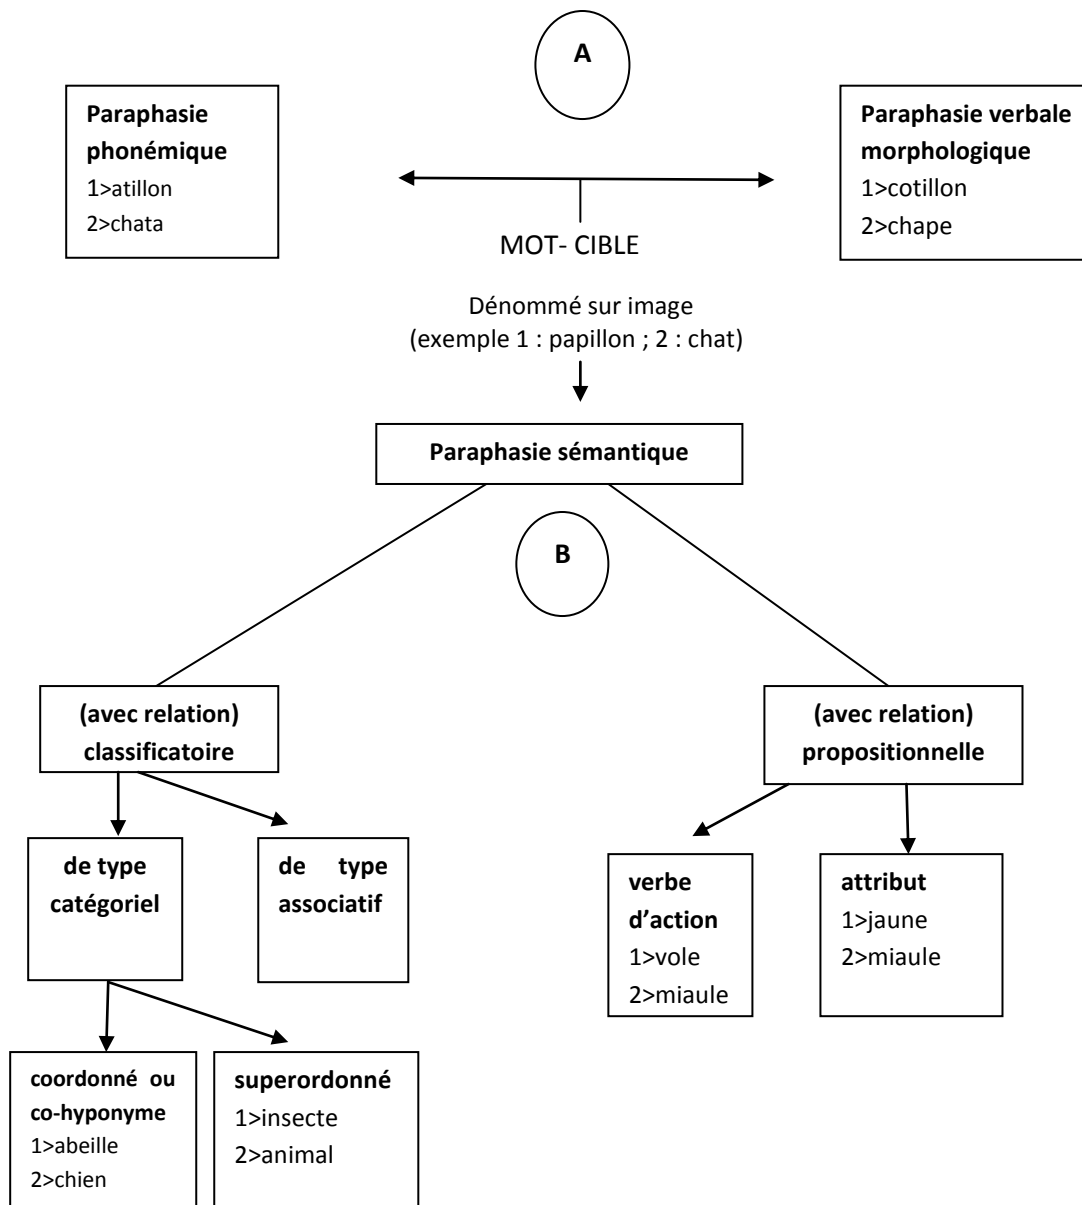 A
Paraphasie
phonémique
1>atillon
2>chata
Paraphasie verbale
morphologique
1>cotillon
2>chape
MOT- CIBLE
Dénommé sur image
(exemple 1 : papillon ; 2 : chat)
Paraphasie sémantique
B
(avec relation)
classificatoire
(avec relation)
propositionnelle
de type
catégoriel
de type
associatif
verbe
d’action
1>vole
2>miaule
attribut
1>jaune
2>miaule
coordonné ou
co-hyponyme
1>abeille
2>chien
superordonné
1>insecte
2>animal